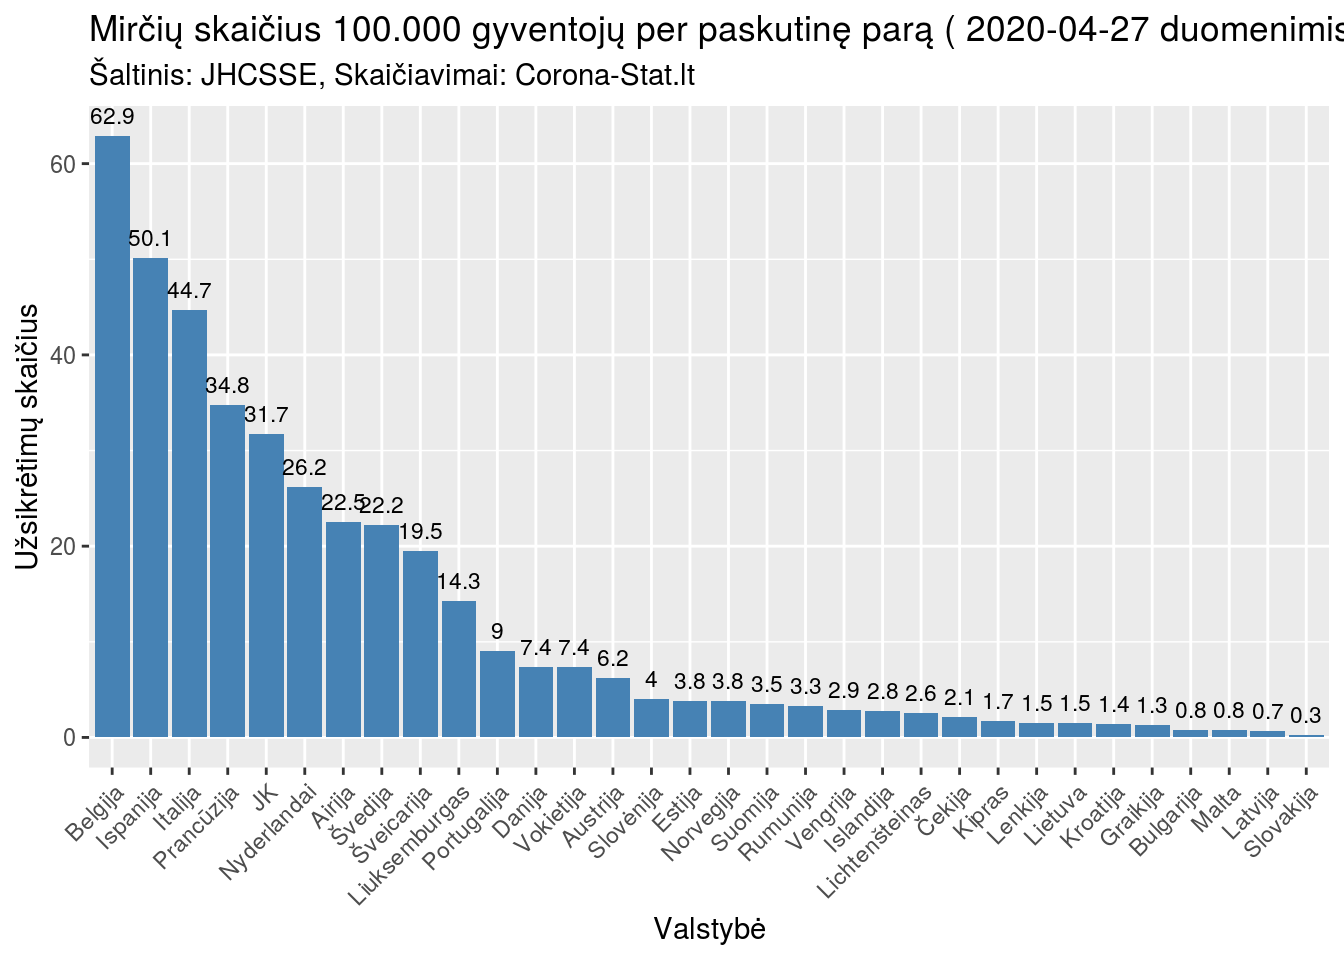 Mirčių skaičius 100.000 gyventojų per paskutinę parą ( 2020-04-27 duomenimis
Šaltinis: JHCSSE, Skaičiavimai: Corona-Stat.lt
Užsikrėtimų skaičius
60
40
20
0
62.9
50.1
44.7
34.8
31.7
26.2
22.5
22.2
19.5
14.3
9
7.4
7.4
6.2
4
3.8
3.8
3.5
3.3
2.9
2.8
2.6
2.1
1.7
1.5
1.5
1.4
1.3
0.8
0.8
0.7
0.3
Belgija
Ispanija
Italija
Prancūzija
JK
Nyderlandai
Airija
Švedija
Šveicarija
Liuksemburgas
Portugalija
Danija
Vokietija
Austrija
Slovėnija
Estija
Norvegija
Suomija
Rumunija
Vengrija
Islandija
Lichtenšteinas
Čekija
Kipras
Lenkija
Lietuva
Kroatija
Graikija
Bulgarija
Malta
Latvija
Slovakija
Valstybė